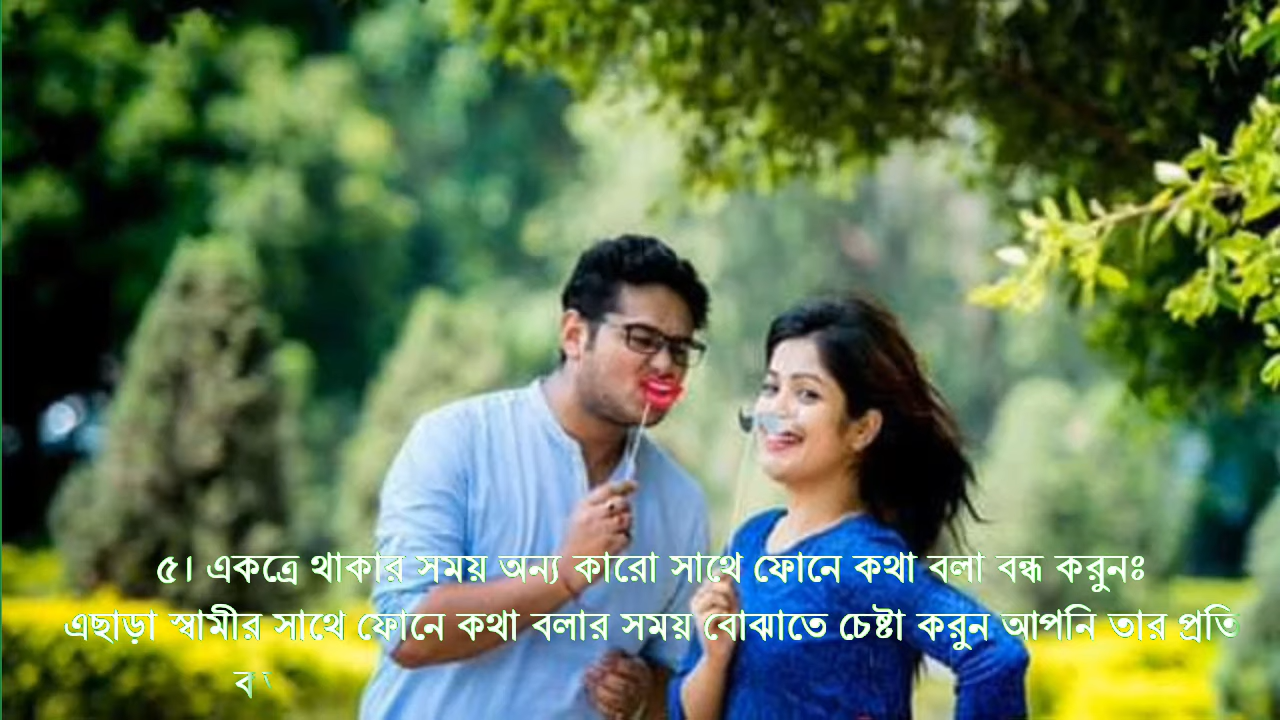 ৫। একত্রে থাকার সময় অন্য কারো সাথে ফোনে কথা বলা বন্ধ করুনঃ
এছাড়া স্বামীর সাথে ফোনে কথা বলার সময় বোঝাতে চেষ্টা করুন আপনি তার প্রতি